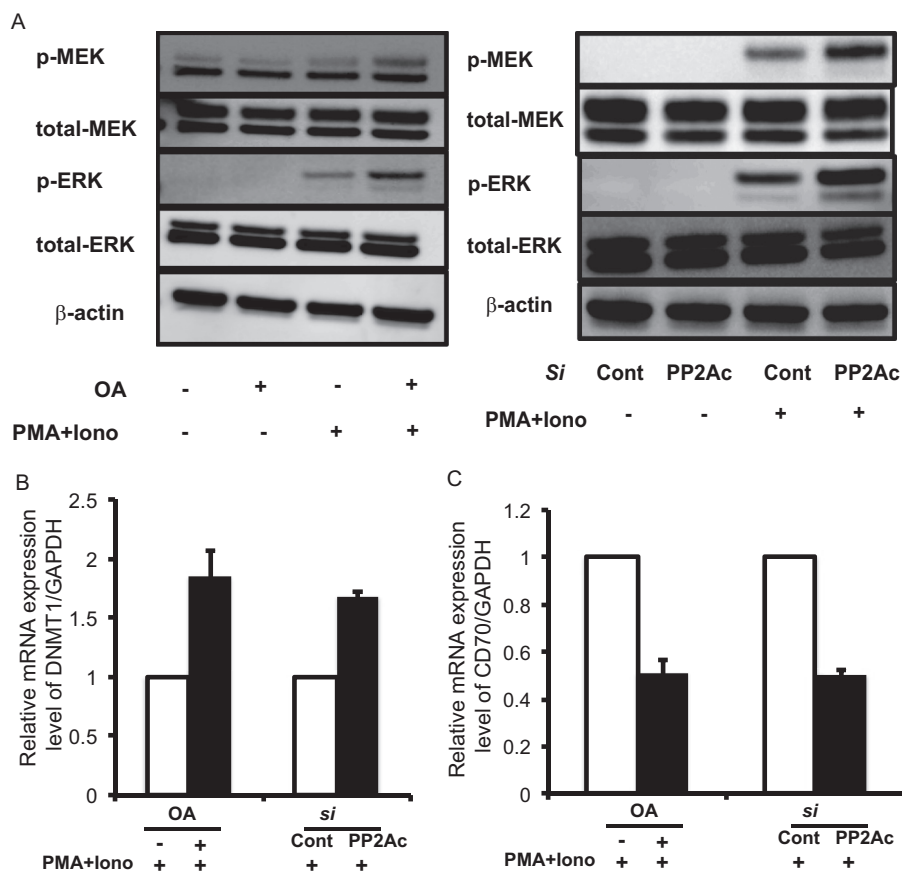 A
p-MEK
total-MEK
p-ERK
total-ERK
β-actin
OA - + - +
PMA+Iono - - + +
p-MEK
total-MEK
p-ERK
total-ERK
β-actin
Si Cont PP2Ac Cont PP2Ac
PMA+Iono - - + +
B
Relative mRNA expression
level of DNMT1/GAPDH
2.5
2
1.5
1
0.5
0
OA si
- + Cont PP2Ac
PMA+Iono + + + +
C
Relative mRNA expression
level of CD70/GAPDH
1.2
1
0.8
0.6
0.4
0.2
0
OA si
- + Cont PP2Ac
PMA+Iono + + + +